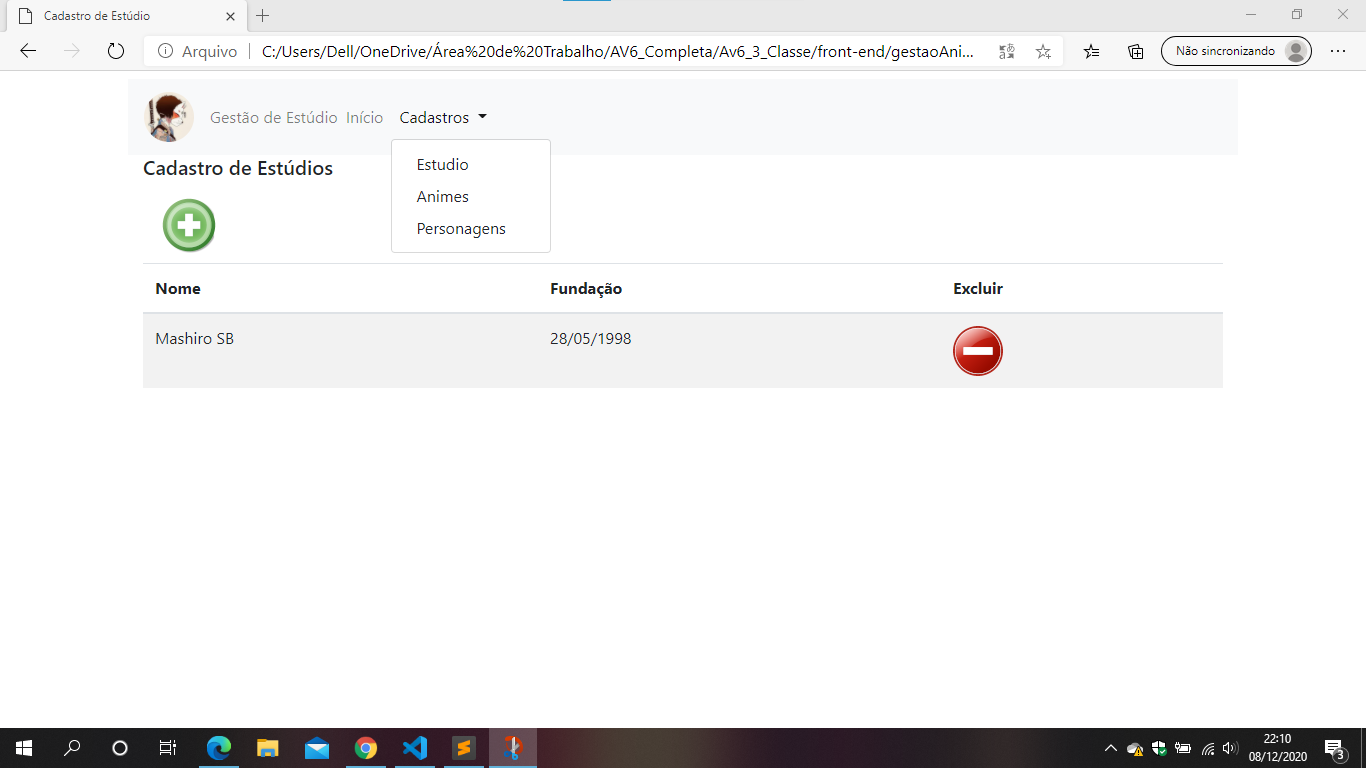 Cadastro de Estúdio
Arquivo C:/Users/Dell/OneDrive/Área%20de%20Trabalho/AV6_Completa/Av6_3_Classe/front-end/gestaoAni... Não sincronizando
Gestão de Estúdio Início Cadastros
Estudio
Animes
Personagens
Cadastro de Estúdios
Nome Fundação Excluir
Mashiro SB 28/05/1998
22:10
08/12/2020
3